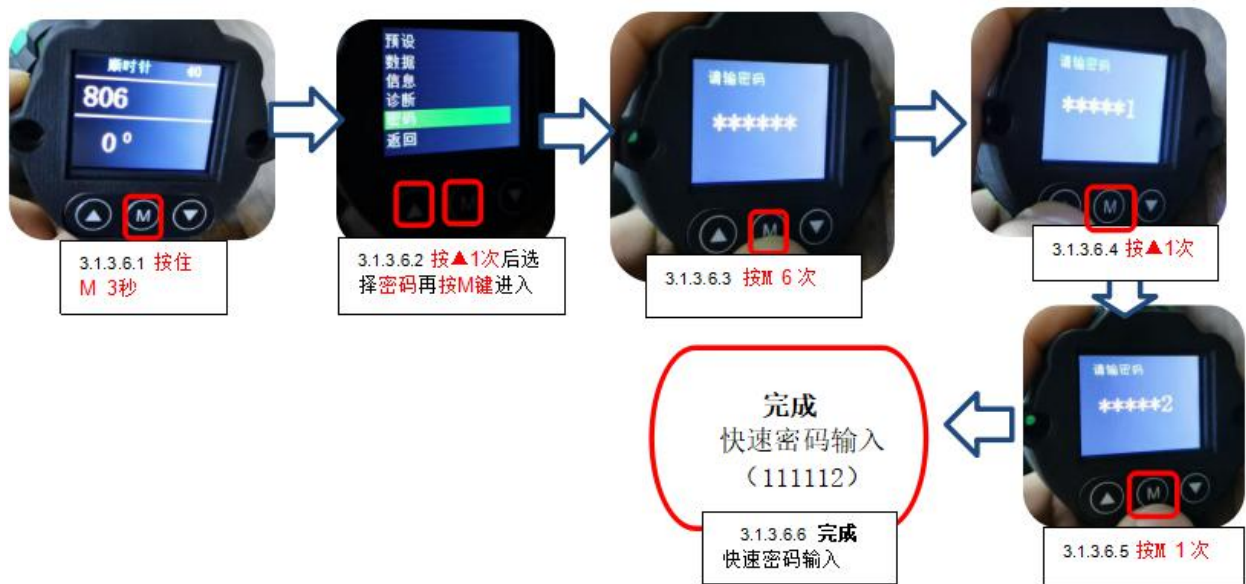 顺时针 60
806
0°
M
3.1.3.6.1 按住
M 3秒
预设
数据
信息
诊断
密码
返回
M
3.1.3.6.2 按▲1次后选
择密码再按M键进入
请输密码
******
M
3.1.3.6.3 按M 6 次
请输密码
*****1
M
3.1.3.6.4 按▲1次
请输密码
*****2
M
3.1.3.6.5 按M 1 次
完成
快速密码输入
（111112）
3.1.3.6.6 完成
快速密码输入